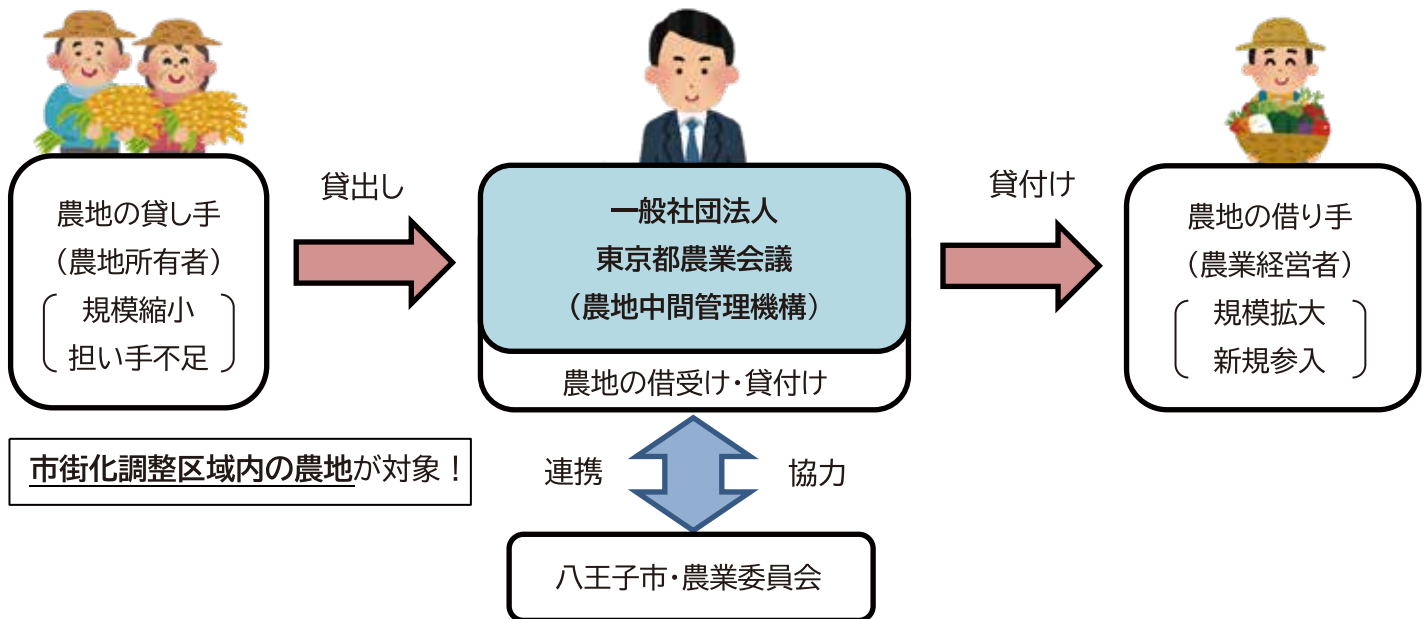 農地の貸し手
（農地所有者）
規模縮小
担い手不足
貸出し
一般社団法人
東京都農業会議
（農地中間管理機構）
農地の借受け・貸付け
貸付け
農地の借り手
（農業経営者）
規模拡大
新規参入
市街化調整区域内の農地が対象！
連携
協力
八王子市・農業委員会